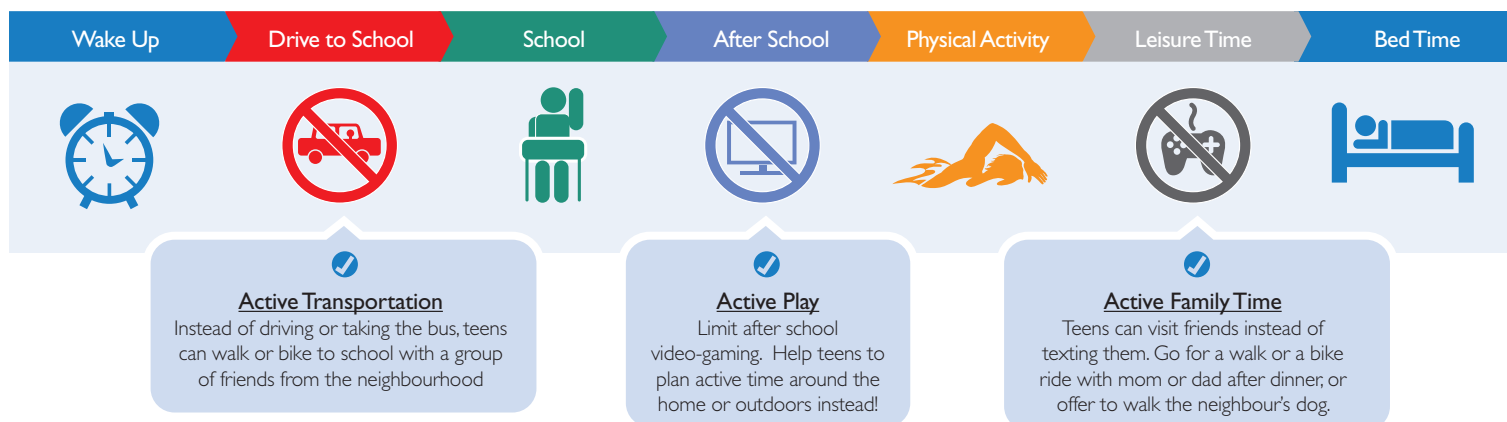 Wake Up
Drive to School
School
After School
Physical Activity
Leisure Time
Bed Time
Active Transportation
Instead of driving or taking the bus, teens
can walk or bike to school with a group
of friends from the neighbourhood
Active Play
Limit after school
video-gaming. Help teens to
plan active time around the
home or outdoors instead!
Active Family Time
Teens can visit friends instead of
texting them. Go for a walk or a bike
ride with mom or dad after dinner, or
offer to walk the neighbour's dog.